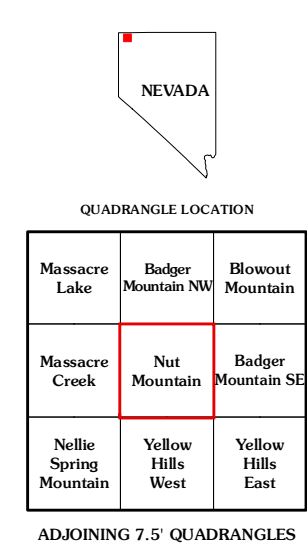 NEVADA
QUADRANGLE LOCATION
Massacre
Lake
Badger
Mountain NW
Blowout
Mountain
Massacre
Creek
Nut
Mountain
Badger
Mountain SE
Nellie
Spring
Mountain
Yellow
Hills
West
Yellow
Hills
East
ADJOINING 7.5' QUADRANGLES